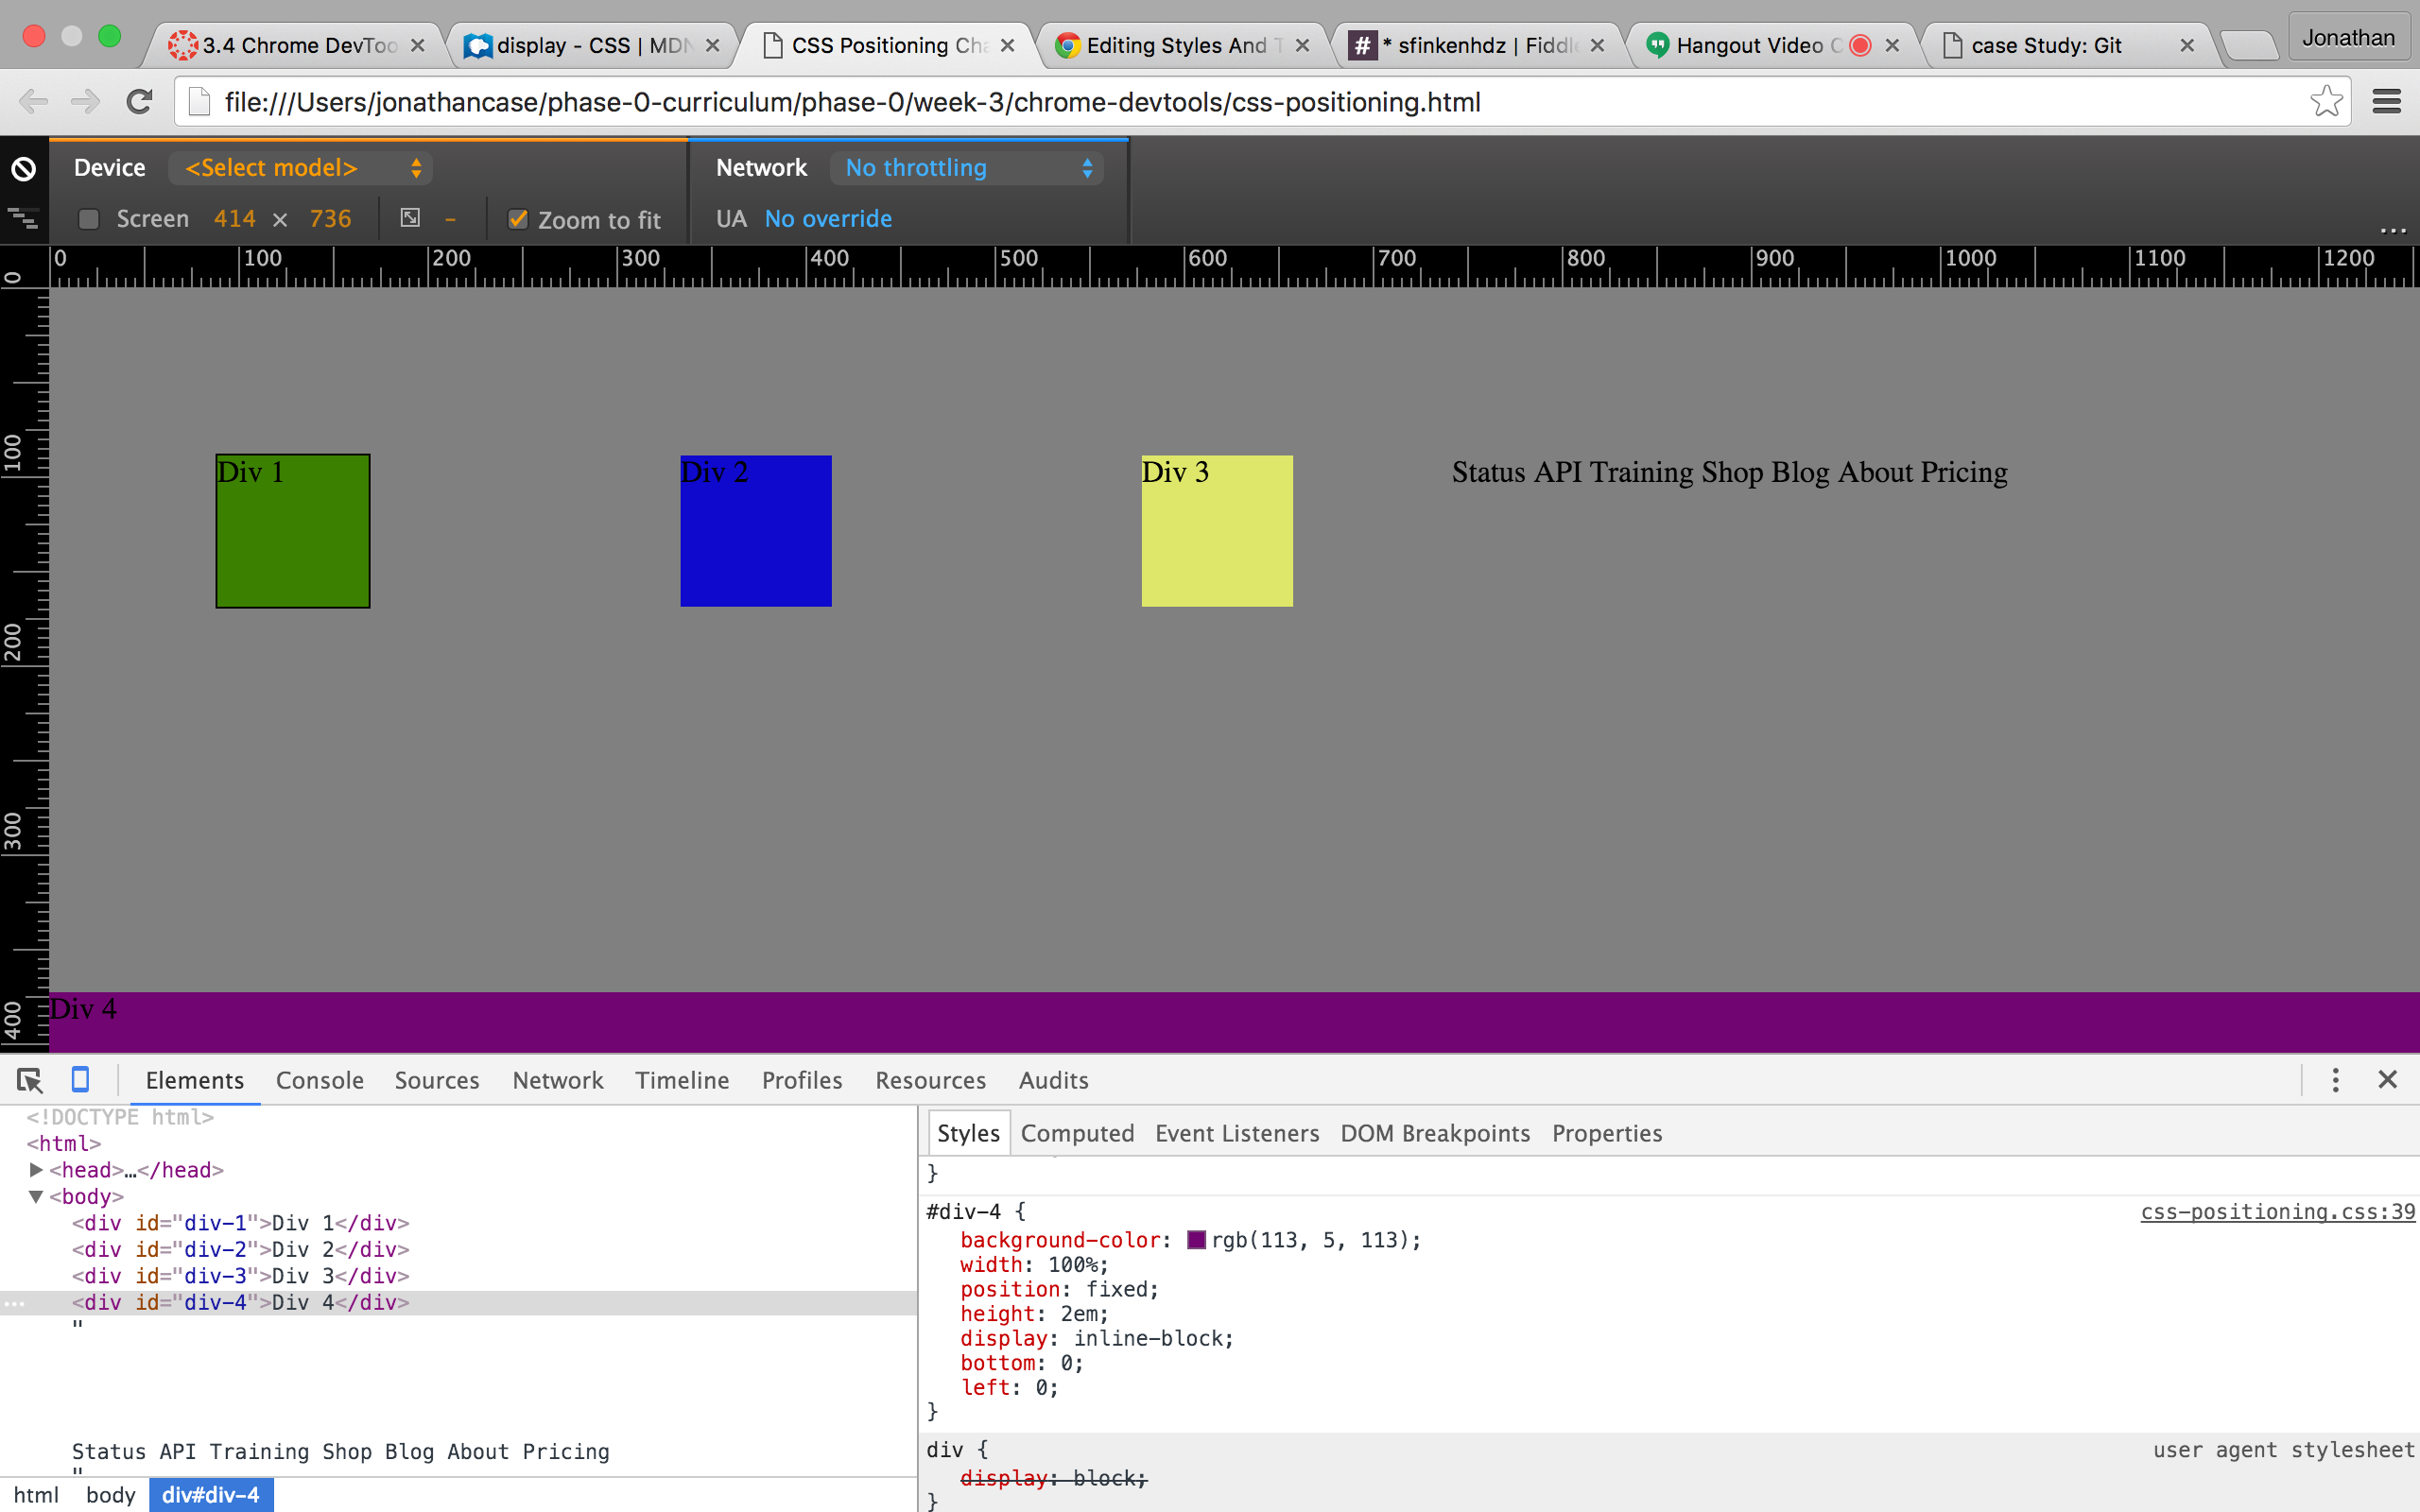 3.4 Chrome DevToo
display - CSS | MDN
CSS Positioning Cha
Editing Styles And T
# * sfinkenhdz | Fiddle
Hangout Video C
case Study: Git
Jonathan
file:///Users/jonathancase/phase-0-curriculum/phase-0/week-3/chrome-devtools/css-positioning.html
Device <Select model> Network No throttling
Screen 414 × 736 – Zoom to fit UA No override ...
0 100 200 300 400 500 600 700 800 900 1000 1100 1200
0
100
200
300
400
Div 1 Div 2 Div 3 Status API Training Shop Blog About Pricing
Div 4
Elements Console Sources Network Timeline Profiles Resources Audits
<!DOCTYPE html>
<html>
<head>…</head>
<body>
<div id="div-1">Div 1</div>
<div id="div-2">Div 2</div>
<div id="div-3">Div 3</div>
<div id="div-4">Div 4</div>
"
Status API Training Shop Blog About Pricing
"
html body div#div-4
Styles Computed Event Listeners DOM Breakpoints Properties
}
#div-4 { css-positioning.css:39
background-color: rgb(113, 5, 113);
width: 100%;
position: fixed;
height: 2em;
display: inline-block;
bottom: 0;
left: 0;
}
div { user agent stylesheet
display: block;
}